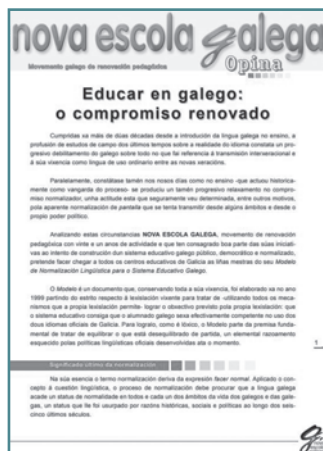 nova escola galega
Movemento galego de renovación pedagóxica
Opina
Educar en galego:
o compromiso renovado
Cumpridas xa máis de dúas décadas desde a introdución da lingua galega no ensino, a
profusión de estudos de campo dos últimos tempos sobre a realidade do idioma constata un pro-
gresivo debilitamento do galego sobre todo no que fai referencia á transmisión interxeracional e
á súa vivencia como lingua de uso ordinario entre as novas xeracións.
Paralelamente, constátase tamén nos nosos días como no ensino -que actuou historica-
mente como vangarda do proceso- se produciu un tamén progresivo relaxamento no compro-
miso normalizador, unha actitude esta que seguramente veu determinada, entre outros motivos,
pola aparente normalización de pantalla que se tenta transmitir desde algúns ámbitos e desde o
propio poder político.
Analizando estas circunstancias NOVA ESCOLA GALEGA, movemento de renovación
pedagóxica con vinte e un anos de actividade e que ten consagrado boa parte das súas iniciati-
vas ao intento de construción dun sistema educativo galego público, democrático e normalizado,
pretende facer chegar a todos os centros educativos de Galicia as liñas mestras do seu Modelo
de Normalización Lingüística para o Sistema Educativo Galego.
O Modelo é un documento que, conservando toda a súa vixencia, foi elaborado xa no ano
1999 partindo do estrito respecto á lexislación vixente para tratar de -utilizando todos os meca-
nismos que a propia lexislación permite- lograr o obxectivo previsto pola propia lexislación: que
o sistema educativo consiga que o alumnado galego sexa efectivamente competente no uso dos
dous idiomas oficiais de Galicia. Para logralo, como é lóxico, o Modelo parte da premisa funda-
mental de tratar de equilibrar o que está desequilibrado de partida, un elemental razoamento
esquecido polas políticas lingüísticas oficiais desenvolvidas ata o momento.
1
Significado último da normalización
Na súa esencia o termo normalización deriva da expresión facer normal. Aplicado o con-
cepto á cuestión lingüística, o proceso de normalización debe procurar que a lingua galega
acade un status de normalidade en todos e cada un dos ámbitos da vida dos galegos e das gale-
gas, un status que lle foi usurpado por razóns históricas, sociais e políticas ao longo dos seis-
cinco últimos séculos.